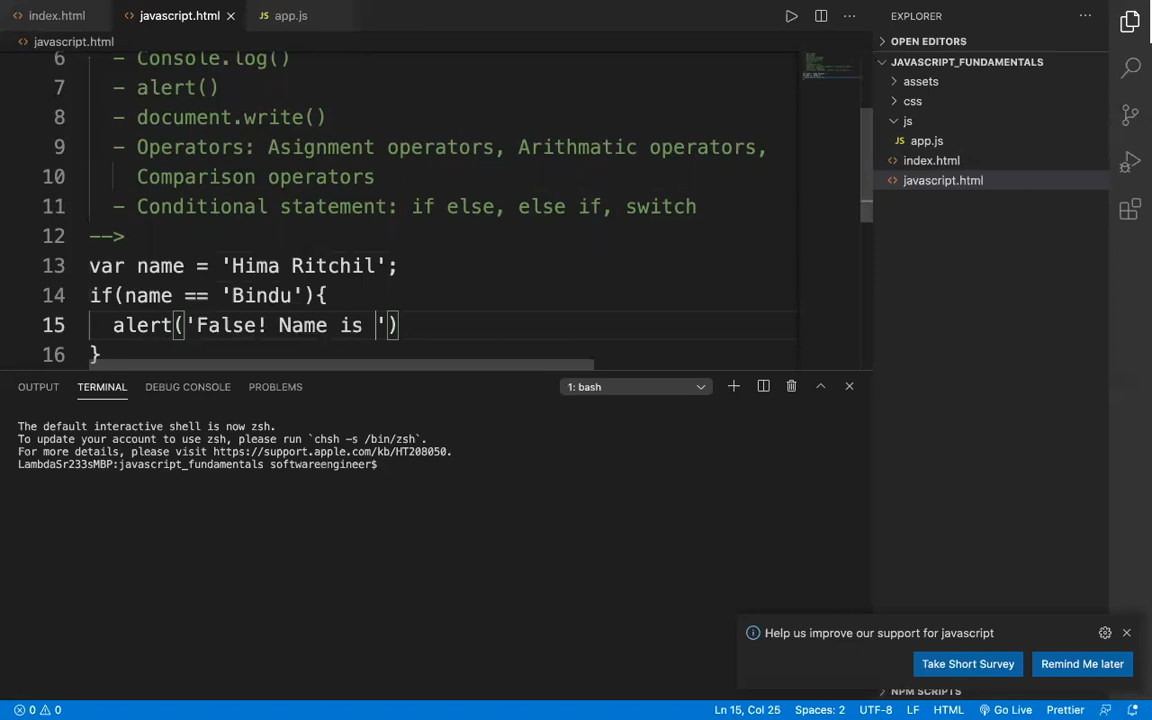 index.html
javascript.html
app.js
EXPLORER
javascript.html
OPEN EDITORS
JAVASCRIPT_FUNDAMENTALS
assets
css
js
app.js
index.html
javascript.html
6 - Console.log()
7 - alert()
8 - document.write()
9 - Operators: Asignment operators, Arithmatic operators,
10 Comparison operators
11 - Conditional statement: if else, else if, switch
12 -->
13 var name = 'Hima Ritchil';
14 if(name == 'Bindu'){
15 alert('False! Name is ')
16 }
OUTPUT TERMINAL DEBUG CONSOLE PROBLEMS 1: bash
The default interactive shell is now zsh.
To update your account to use zsh, please run `chsh -s /bin/zsh`.
For more details, please visit https://support.apple.com/kb/HT208050.
LambdaSr233sMBP:javascript_fundamentals softwareengineer$
Help us improve our support for javascript
Take Short Survey Remind Me later
NPM SCRIPTS
0 0 Ln 15, Col 25 Spaces: 2 UTF-8 LF HTML Go Live Prettier